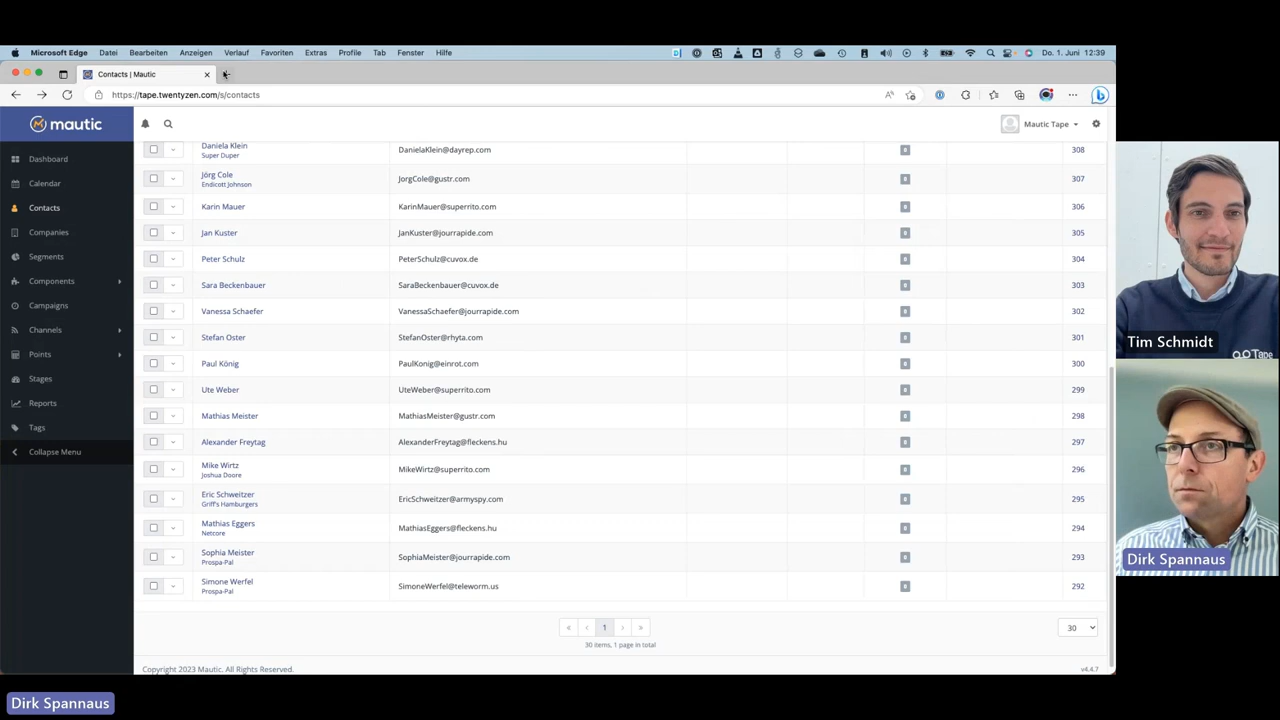 Microsoft Edge Datei Bearbeiten Anzeigen Verlauf Favoriten Extras Profile Tab Fenster Hilfe Do. 1. Juni 12:39
Contacts | Mautic
https://tape.twentyzen.com/s/contacts
mautic
Mautic Tape
Dashboard
Calendar
Contacts
Companies
Segments
Components
Campaigns
Channels
Points
Stages
Reports
Tags
Collapse Menu
Daniela Klein DanielaKlein@dayrep.com 308
Super Duper
Jörg Cole JorgCole@gustr.com 307
Endicott Johnson
Karin Mauer KarinMauer@superrito.com 306
Jan Kuster JanKuster@jourrapide.com 305
Peter Schulz PeterSchulz@cuvox.de 304
Sara Beckenbauer SaraBeckenbauer@cuvox.de 303
Vanessa Schaefer VanessaSchaefer@jourrapide.com 302
Stefan Oster StefanOster@rhyta.com 301
Paul König PaulKonig@einrot.com 300
Ute Weber UteWeber@superrito.com 299
Mathias Meister MathiasMeister@gustr.com 298
Alexander Freytag AlexanderFreytag@fleckens.hu 297
Mike Wirtz MikeWirtz@superrito.com 296
Joshua Doore
Eric Schweitzer EricSchweitzer@armyspy.com 295
Griff's Hamburgers
Mathias Eggers MathiasEggers@fleckens.hu 294
Netcore
Sophia Meister SophiaMeister@jourrapide.com 293
Prospa-Pal
Simone Werfel SimoneWerfel@teleworm.us 292
Prospa-Pal
« ‹ 1 › » 30
30 items, 1 page in total
Copyright 2023 Mautic. All Rights Reserved. v4.4.7
Tape
Tim Schmidt
Dirk Spannaus
Dirk Spannaus